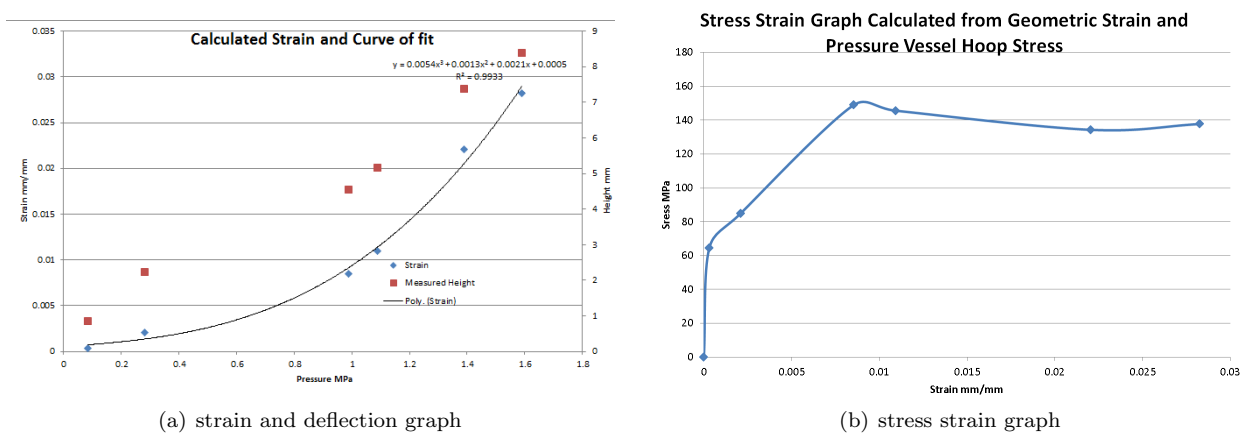 Calculated Strain and Curve of fit
y = 0.0054x³ + 0.0013x² + 0.0021x + 0.0005
R² = 0.9933
0.035
0.03
0.025
0.02
0.015
0.01
0.005
0
Strain mm/mm
9
8
7
6
5
4
3
2
1
0
Height mm
Strain
Measured Height
Poly. (Strain)
0 0.2 0.4 0.6 0.8 1 1.2 1.4 1.6 1.8
Pressure MPa
(a) strain and deflection graph
Stress Strain Graph Calculated from Geometric Strain and
Pressure Vessel Hoop Stress
180
160
140
120
100
80
60
40
20
0
Sress MPa
0 0.005 0.01 0.015 0.02 0.025 0.03
Strain mm/mm
(b) stress strain graph